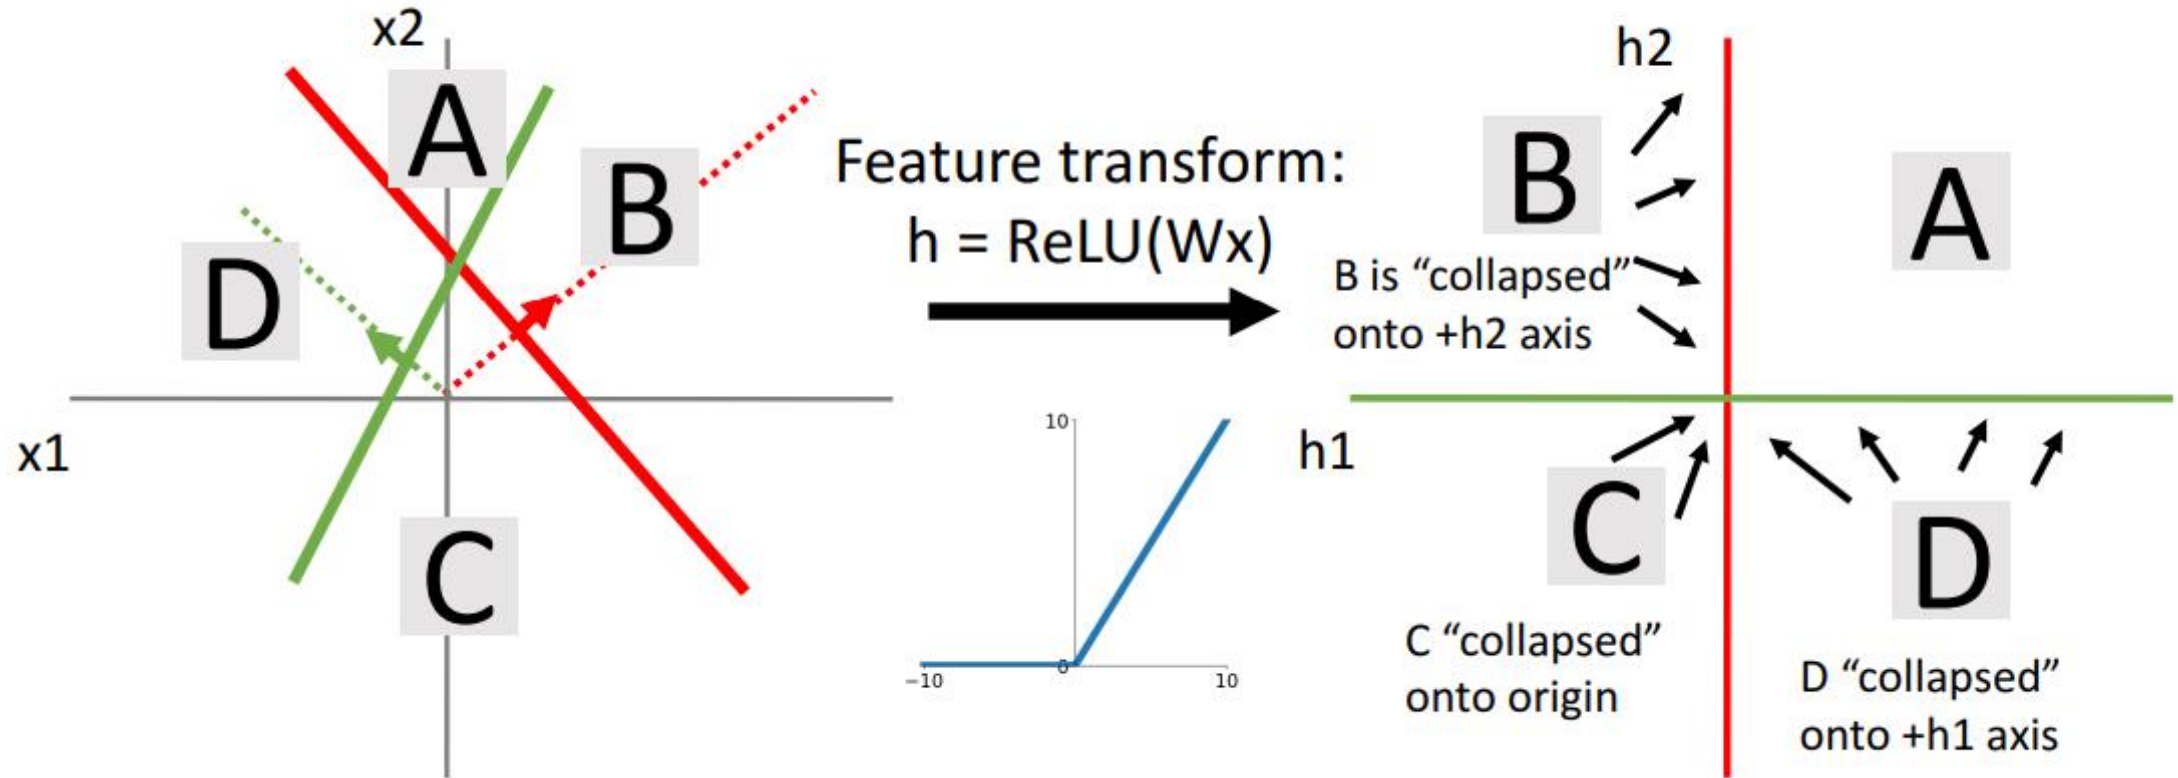 x2
A
B
D
C
x1
Feature transform:
h = ReLU(Wx)
10
0
−10
10
h2
B
A
B is “collapsed”
onto +h2 axis
h1
C
D
C “collapsed”
onto origin
D “collapsed”
onto +h1 axis